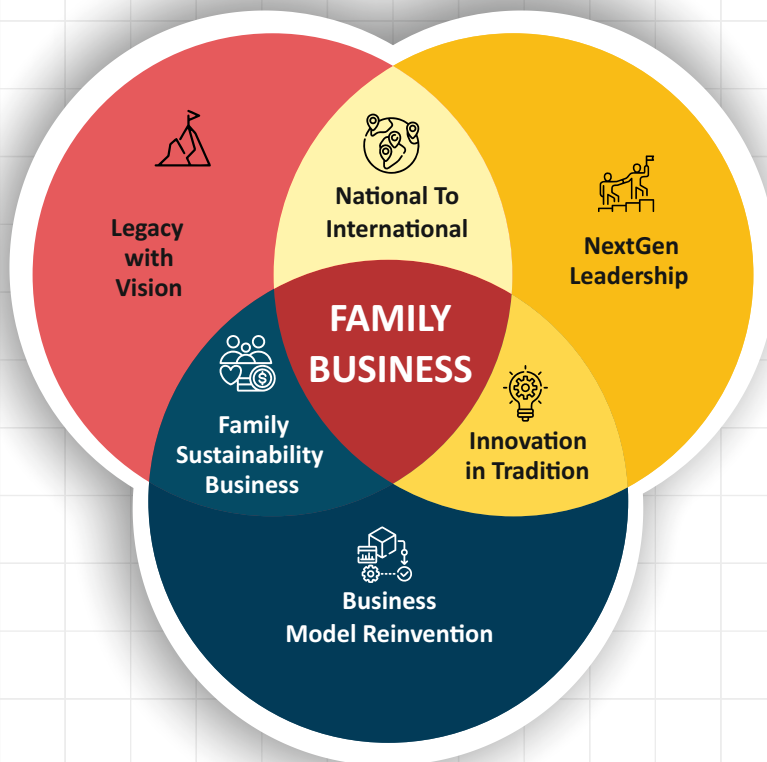 National To
International
Legacy
with
Vision
NextGen
Leadership
FAMILY
BUSINESS
Family
Sustainability
Business
Innovation
in Tradition
Business
Model Reinvention